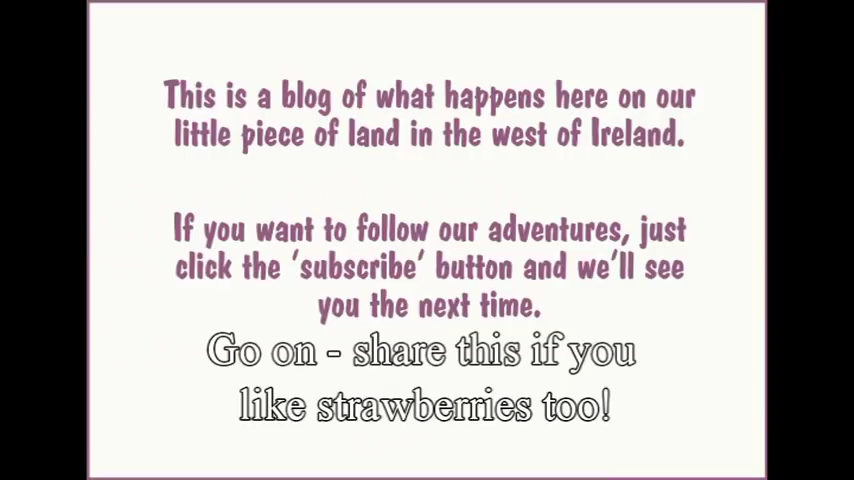 This is a blog of what happens here on our
little piece of land in the west of Ireland.
If you want to follow our adventures, just
click the ‘subscribe’ button and we’ll see
you the next time.
Go on - share this if you
like strawberries too!